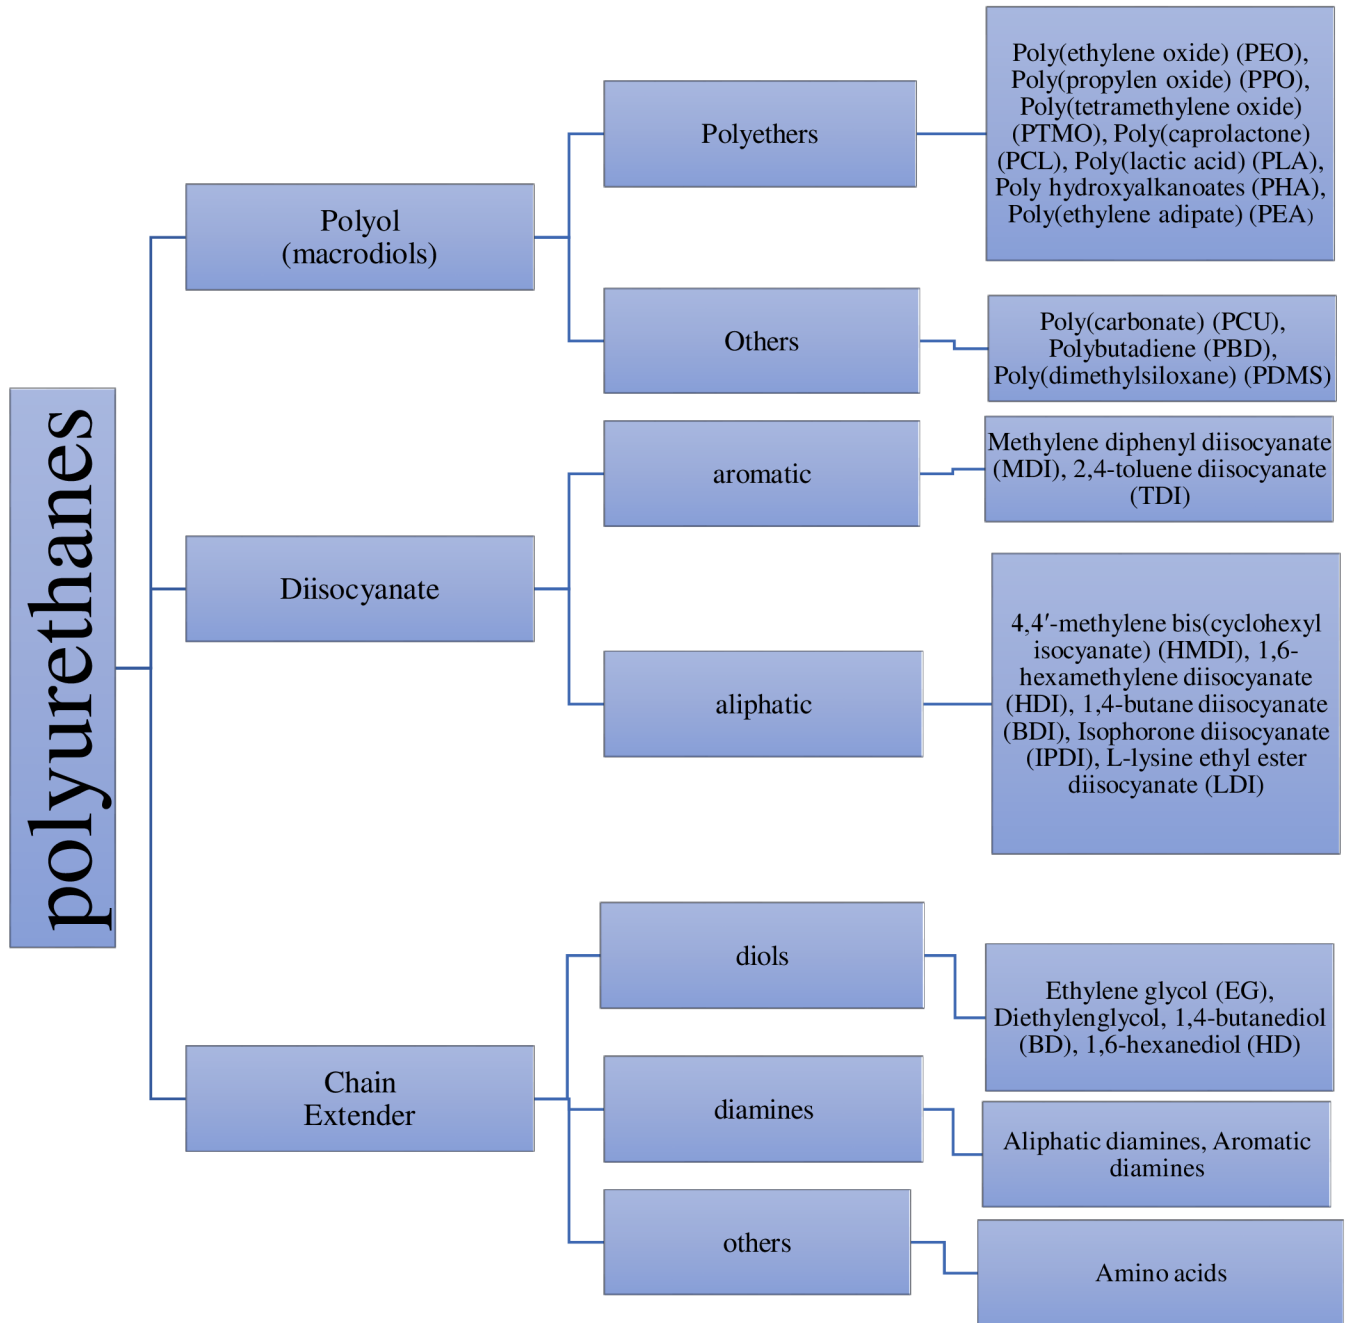 polyurethanes
Polyol
(macrodiols)
Polyethers
Poly(ethylene oxide) (PEO),
Poly(propylen oxide) (PPO),
Poly(tetramethylene oxide)
(PTMO), Poly(caprolactone)
(PCL), Poly(lactic acid) (PLA),
Poly hydroxyalkanoates (PHA),
Poly(ethylene adipate) (PEA)
Others
Poly(carbonate) (PCU),
Polybutadiene (PBD),
Poly(dimethylsiloxane) (PDMS)
Diisocyanate
aromatic
Methylene diphenyl diisocyanate
(MDI), 2,4-toluene diisocyanate
(TDI)
aliphatic
4,4′-methylene bis(cyclohexyl
isocyanate) (HMDI), 1,6-
hexamethylene diisocyanate
(HDI), 1,4-butane diisocyanate
(BDI), Isophorone diisocyanate
(IPDI), L-lysine ethyl ester
diisocyanate (LDI)
Chain
Extender
diols
Ethylene glycol (EG),
Diethylenglycol, 1,4-butanediol
(BD), 1,6-hexanediol (HD)
diamines
Aliphatic diamines, Aromatic
diamines
others
Amino acids